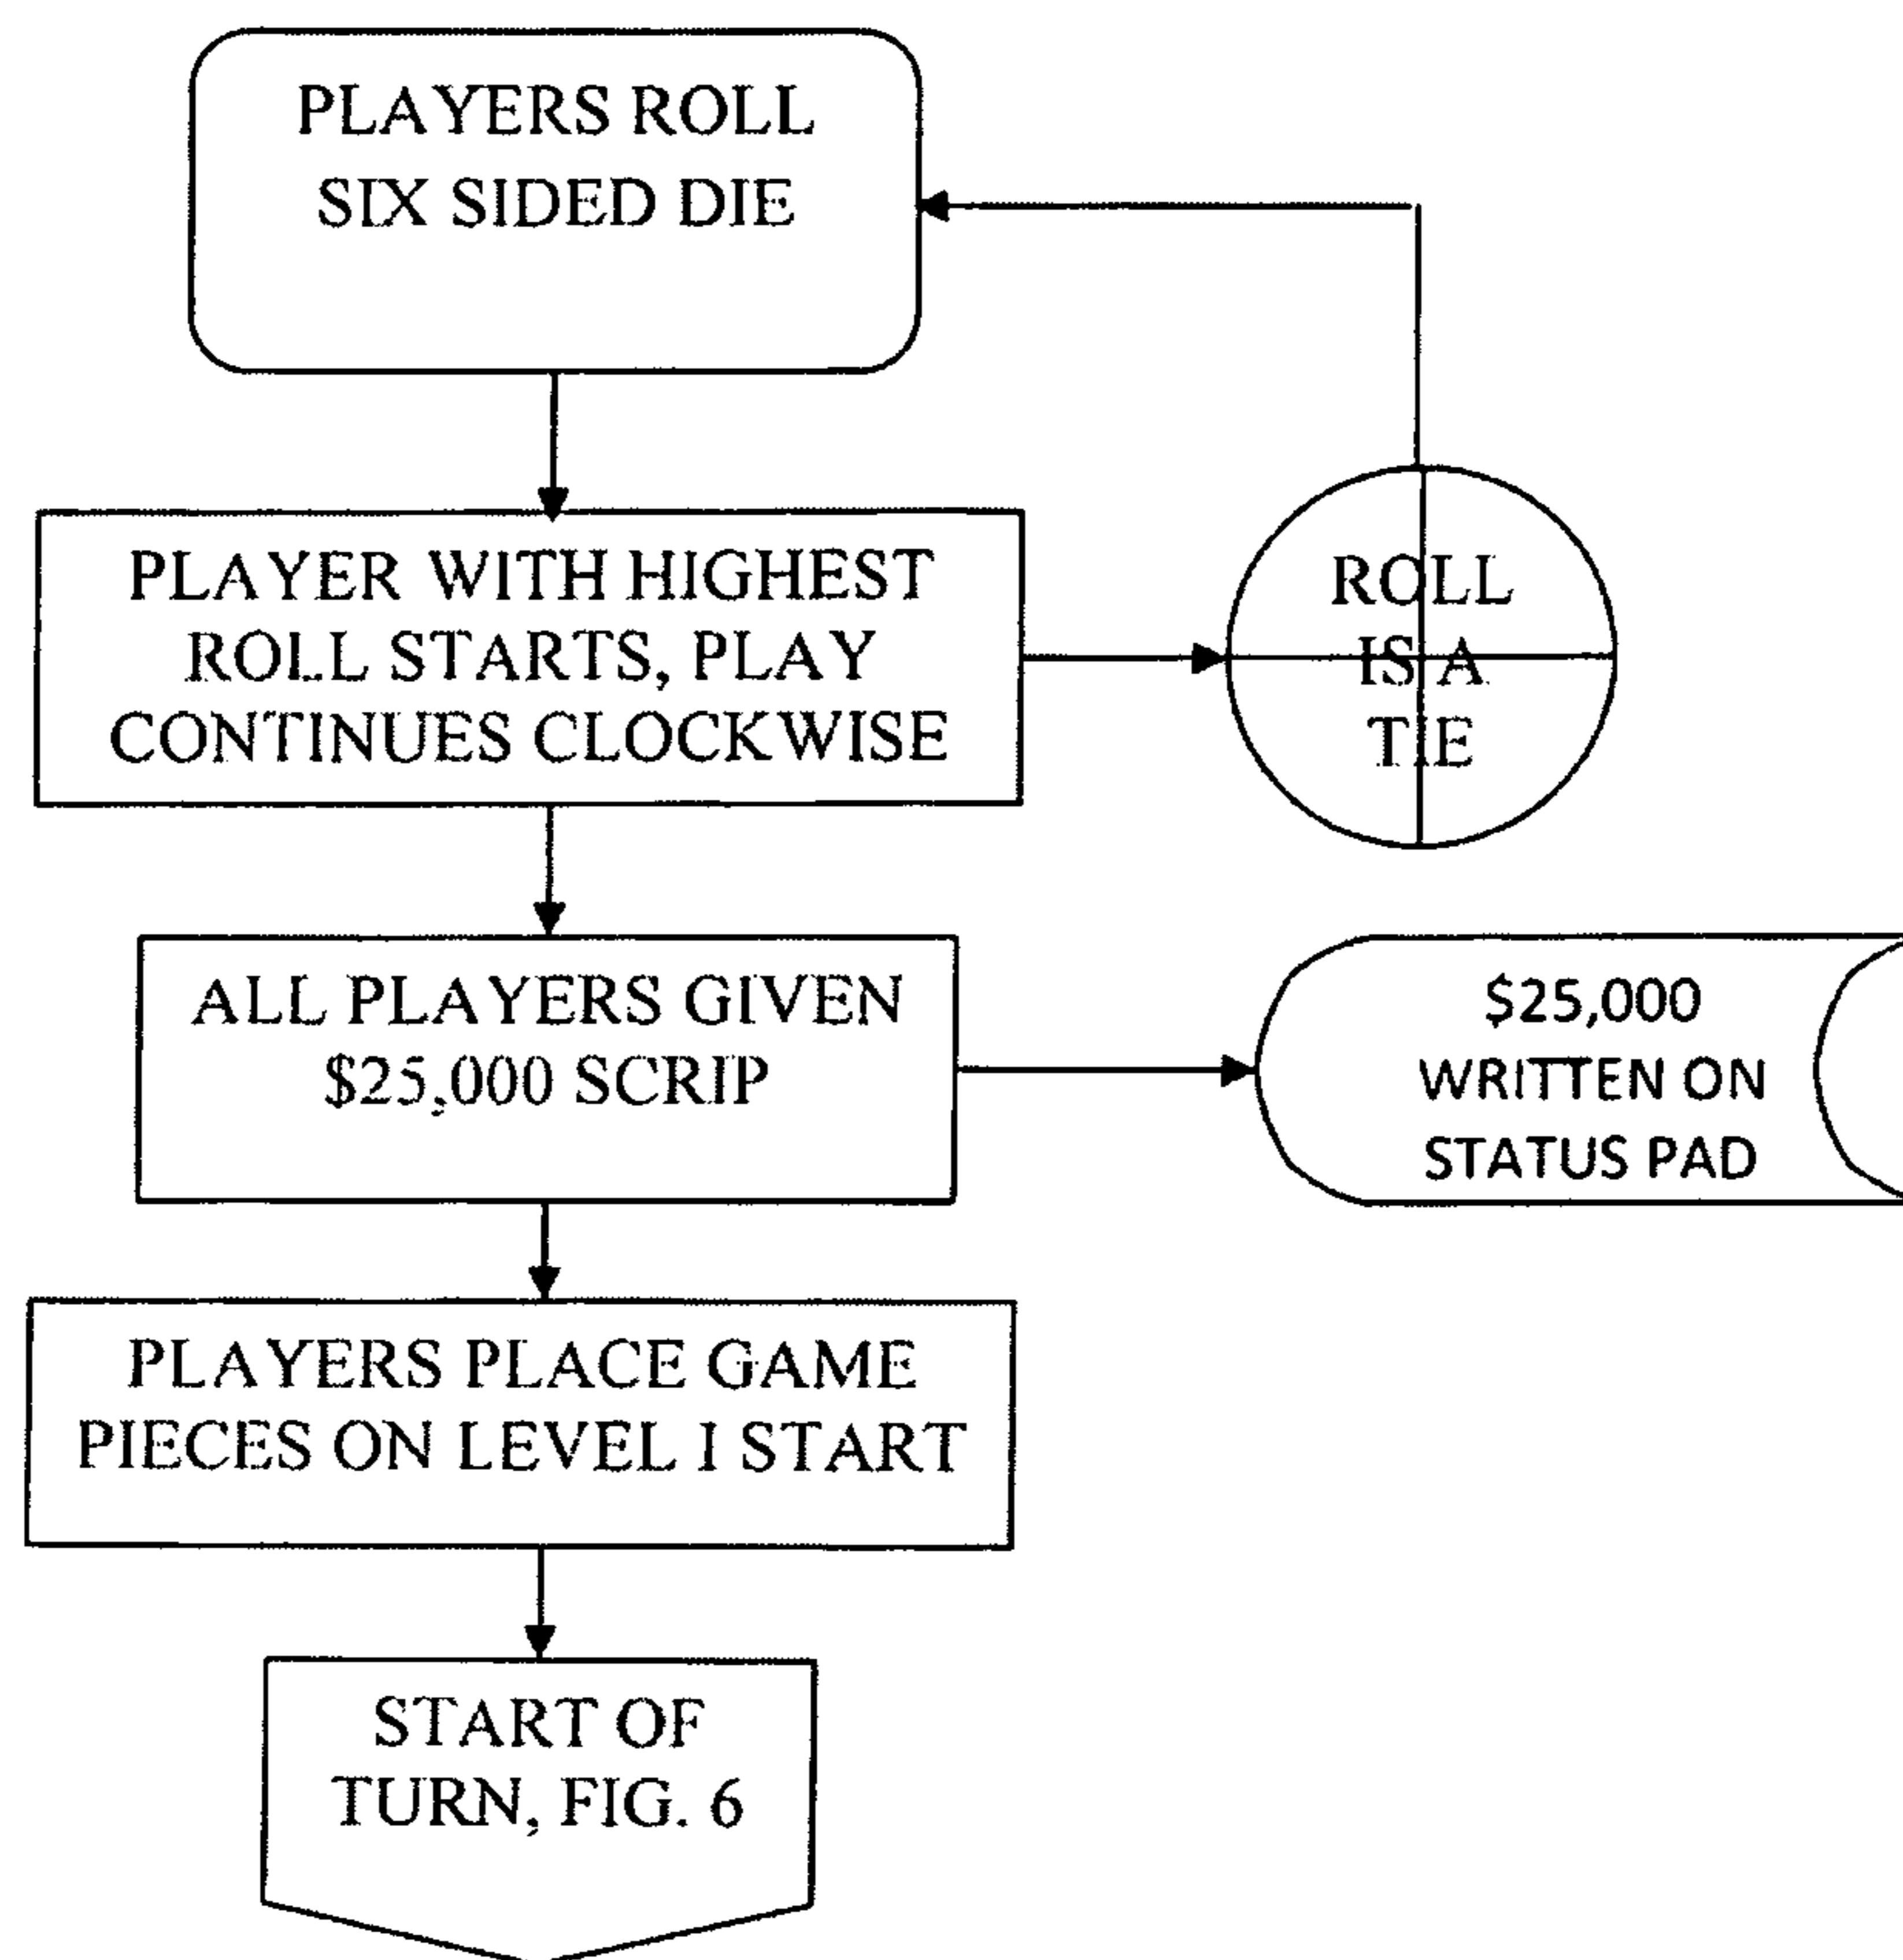 PLAYERS ROLL
SIX SIDED DIE
PLAYER WITH HIGHEST
ROLL STARTS, PLAY
CONTINUES CLOCKWISE
ROLL
IS A
TIE
ALL PLAYERS GIVEN
$25,000 SCRIP
$25,000
WRITTEN ON
STATUS PAD
PLAYERS PLACE GAME
PIECES ON LEVEL I START
START OF
TURN, FIG. 6